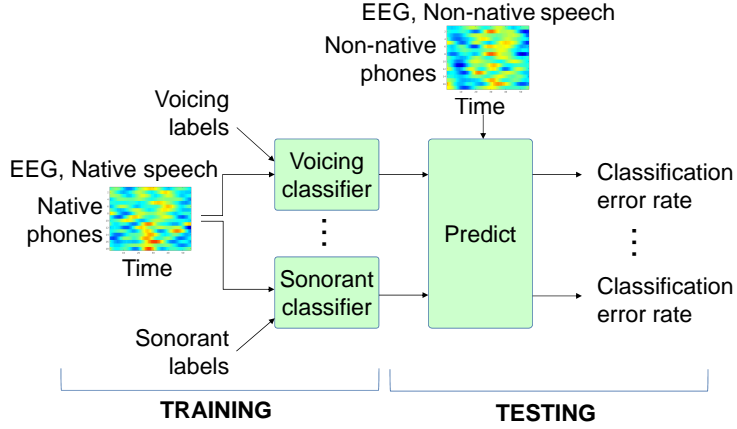 EEG, Non-native speech
Non-native
phones
Time
Voicing
labels
EEG, Native speech
Native
phones
Time
Voicing
classifier
Sonorant
classifier
Sonorant
labels
Predict
Classification
error rate
Classification
error rate
TRAINING
TESTING